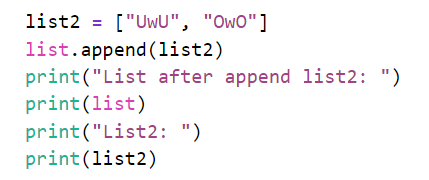 list2 = ["UwU", "OwO"]
list.append(list2)
print("List after append list2: ")
print(list)
print("List2: ")
print(list2)